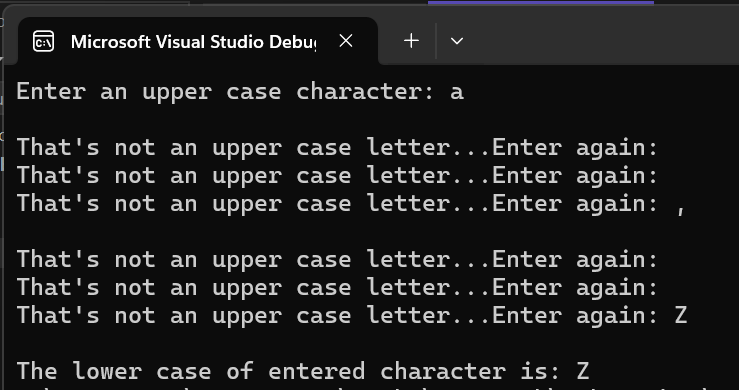 Microsoft Visual Studio Debu
Enter an upper case character: a
That's not an upper case letter...Enter again:
That's not an upper case letter...Enter again:
That's not an upper case letter...Enter again: ,
That's not an upper case letter...Enter again:
That's not an upper case letter...Enter again:
That's not an upper case letter...Enter again: Z
The lower case of entered character is: Z